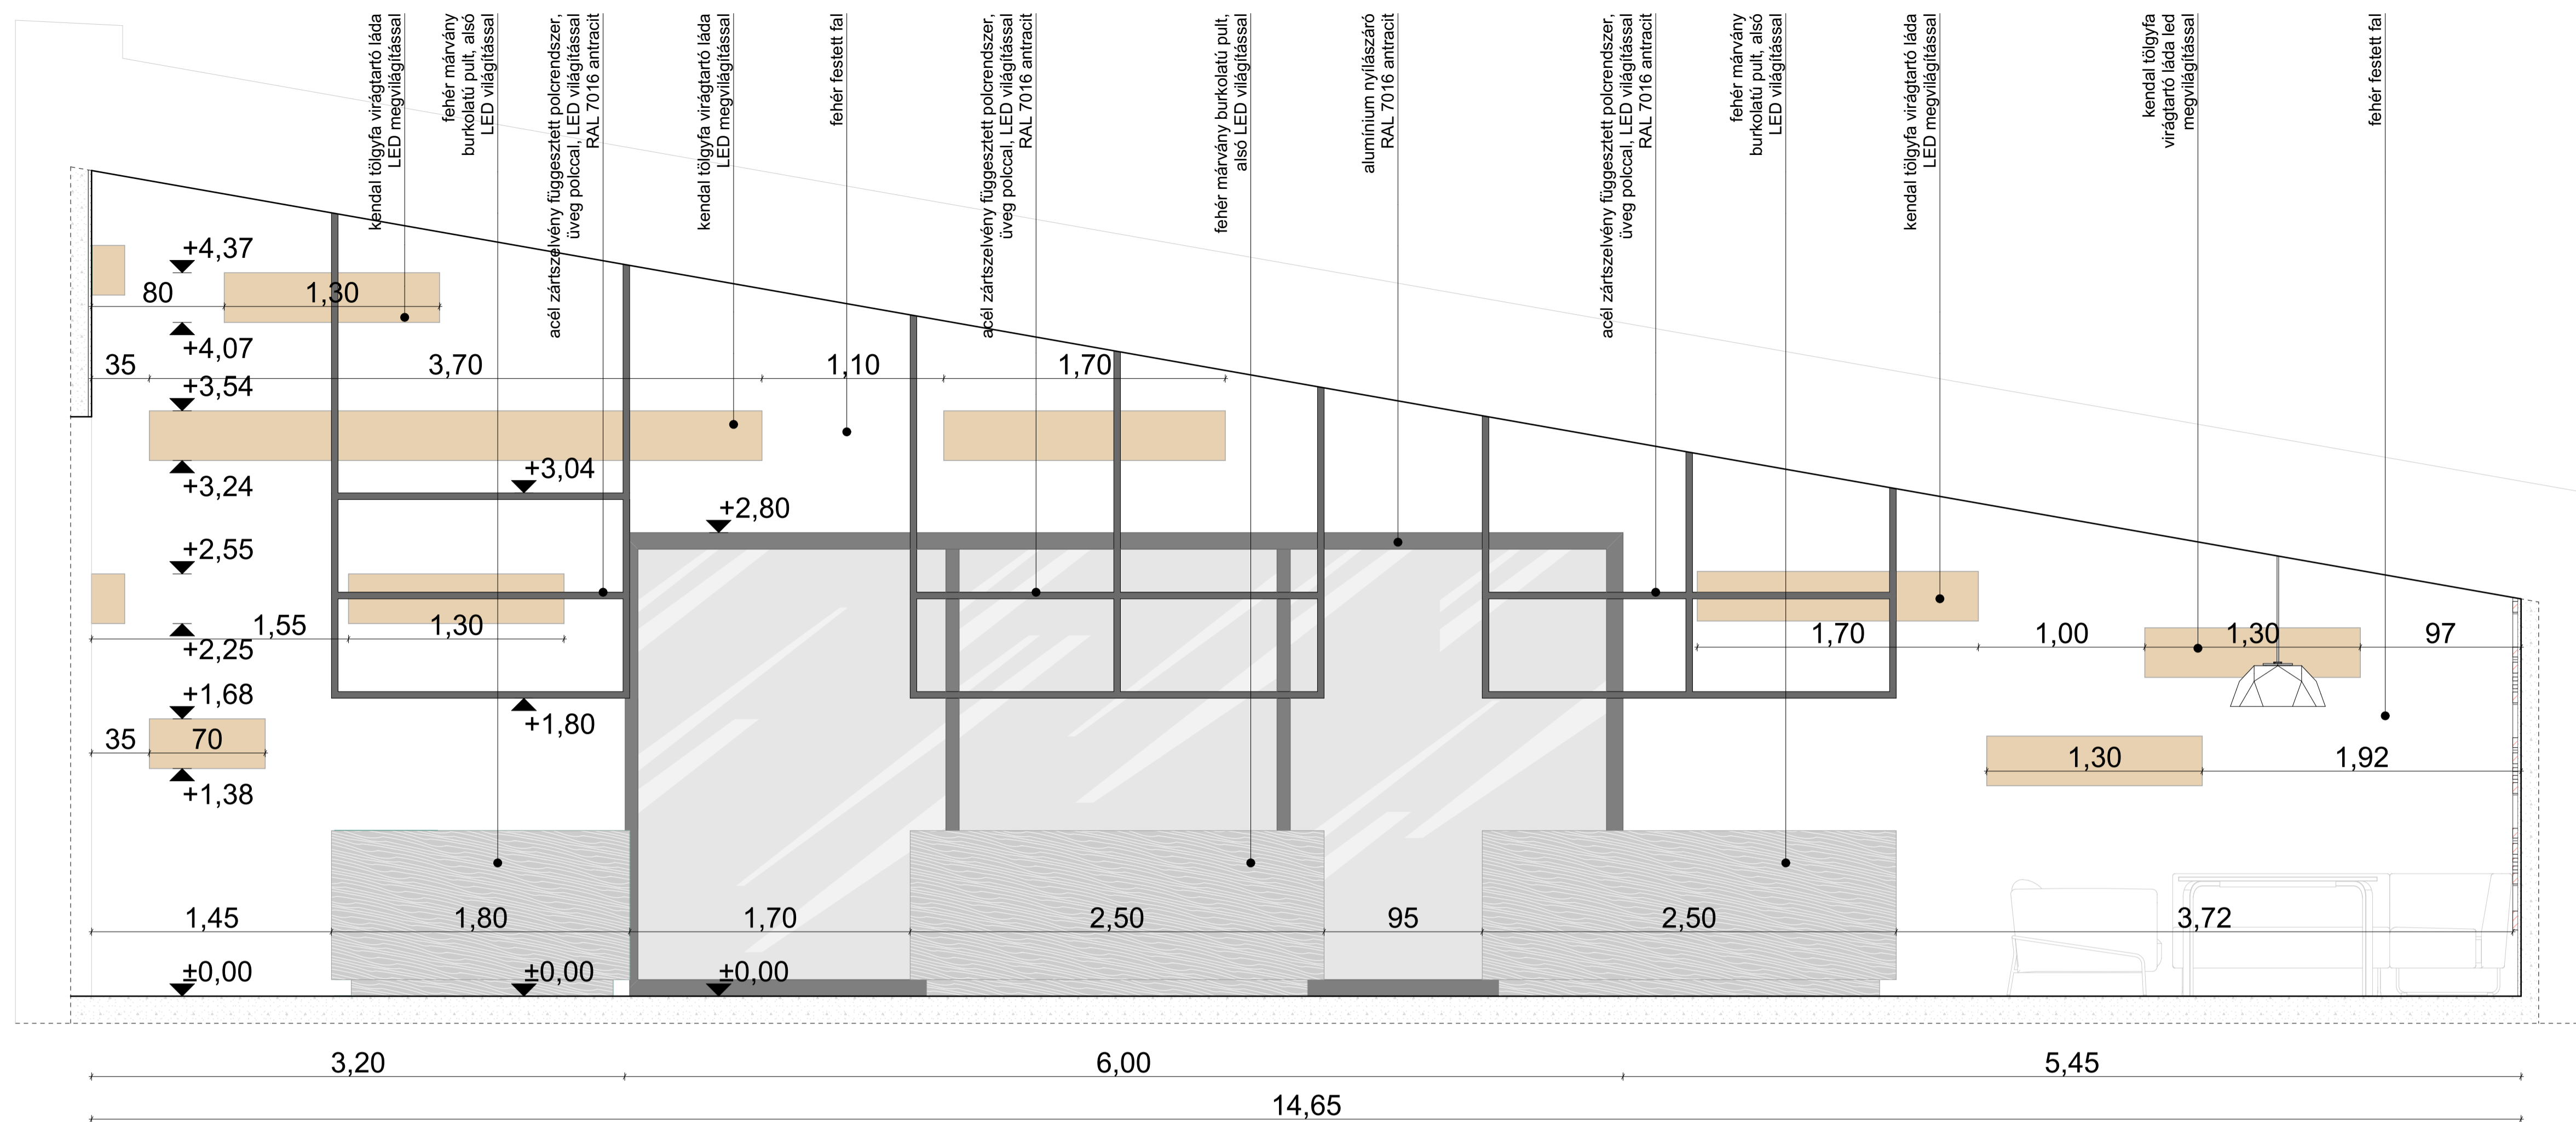 kendal tölgyfa virágtartó láda
LED megvilágítással
fehér márvány
burkolatú pult, alsó
LED világítással
acél zártszelvény függesztett polcrendszer,
üveg polccal, LED világítással
RAL 7016 antracit
kendal tölgyfa virágtartó láda
LED megvilágítással
fehér festett fal
acél zártszelvény függesztett polcrendszer,
üveg polccal, LED világítással
RAL 7016 antracit
fehér márvány burkolatú pult,
alsó LED világítással
alumínium nyílászáró
RAL 7016 antracit
acél zártszelvény függesztett polcrendszer,
üveg polccal, LED világítással
RAL 7016 antracit
fehér márvány
burkolatú pult, alsó
LED világítással
kendal tölgyfa virágtartó láda
LED megvilágítással
kendal tölgyfa
virágtartó láda led
megvilágítással
fehér festett fal
+4,37
80 1,30
+4,07
35 3,70 1,10 1,70
+3,54
+3,04
+3,24
+2,80
+2,55
1,55 1,30 1,70 1,00 1,30 97
+2,25
+1,68
+1,80
35 70
1,30 1,92
+1,38
1,45 1,80 1,70 2,50 95 2,50 3,72
±0,00 ±0,00 ±0,00
3,20 6,00 5,45
14,65